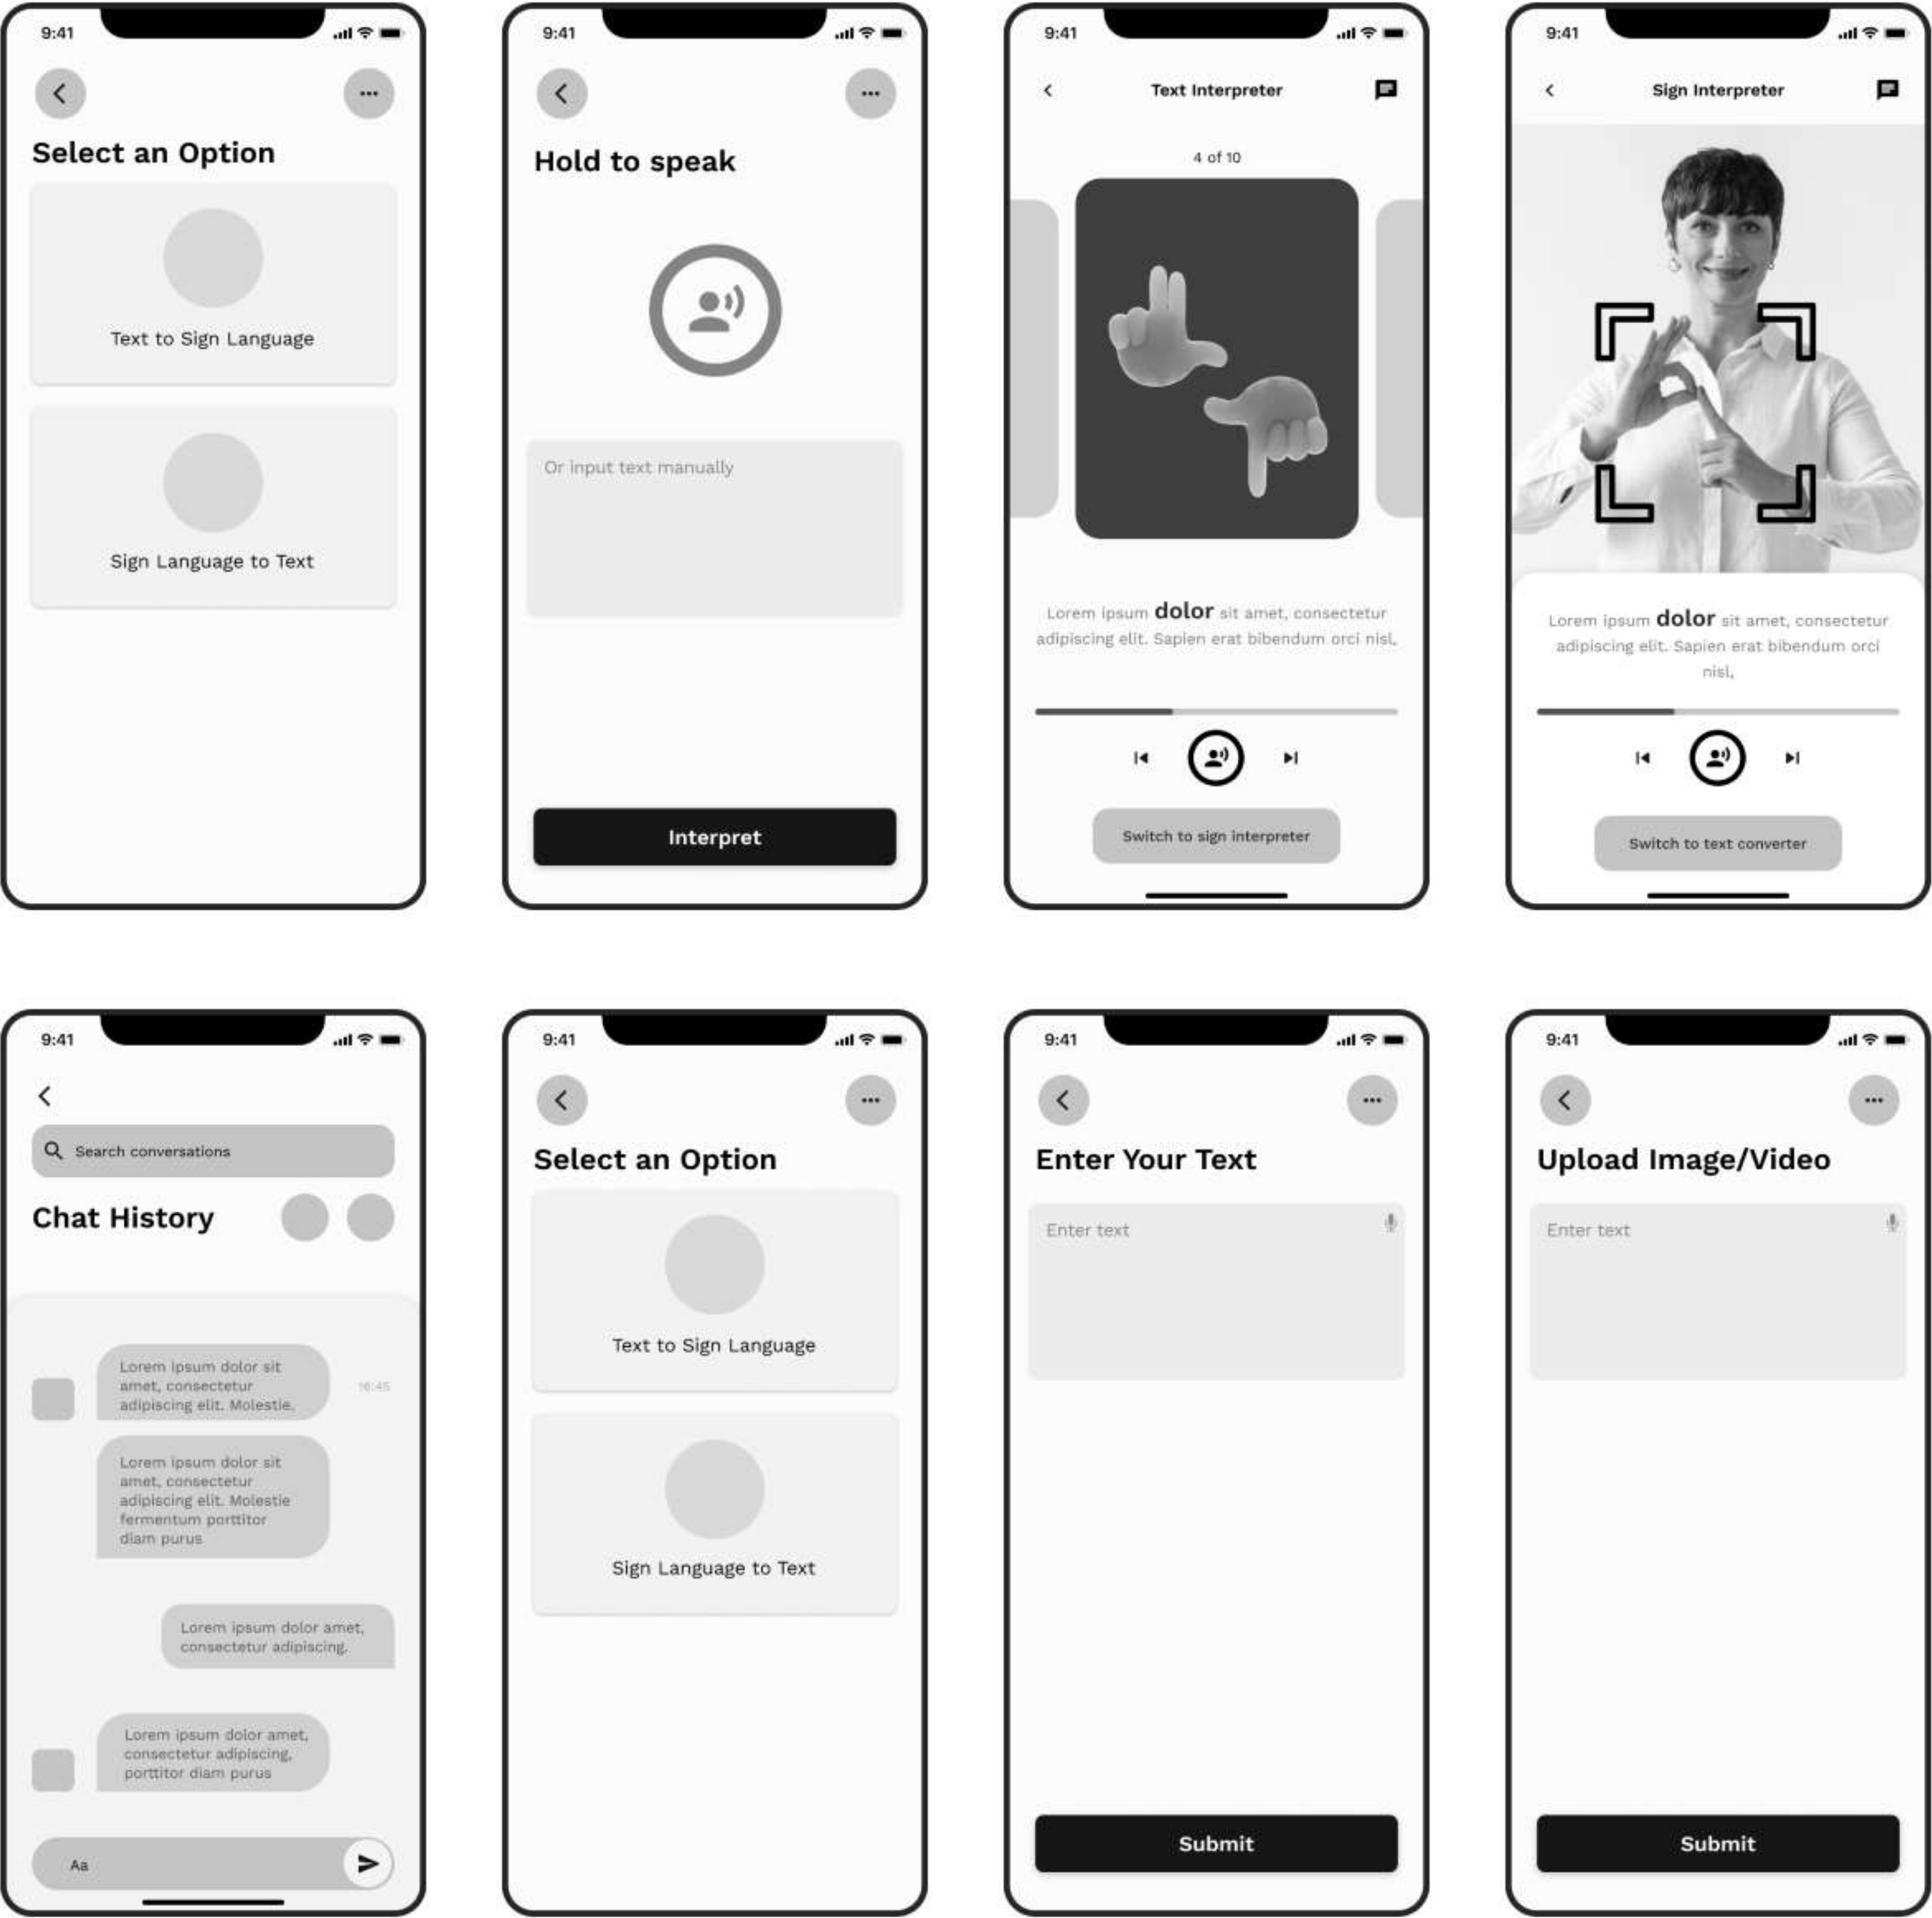 9:41
Select an Option
Text to Sign Language
Sign Language to Text
9:41
Hold to speak
Or input text manually
Interpret
9:41
Text Interpreter
4 of 10
Lorem ipsum dolor sit amet, consectetur
adipiscing elit. Sapien erat bibendum orci nisl,
Switch to sign interpreter
9:41
Sign Interpreter
Lorem ipsum dolor sit amet, consectetur
adipiscing elit. Sapien erat bibendum orci
nisl,
Switch to text converter
9:41
Search conversations
Chat History
Lorem ipsum dolor sit
amet, consectetur
adipiscing elit. Molestie.
16:45
Lorem ipsum dolor sit
amet, consectetur
adipiscing elit. Molestie
fermentum porttitor
diam purus
Lorem ipsum dolor amet,
consectetur adipiscing.
Lorem ipsum dolor amet,
consectetur adipiscing,
porttitor diam purus
Aa
9:41
Select an Option
Text to Sign Language
Sign Language to Text
9:41
Enter Your Text
Enter text
Submit
9:41
Upload Image/Video
Enter text
Submit